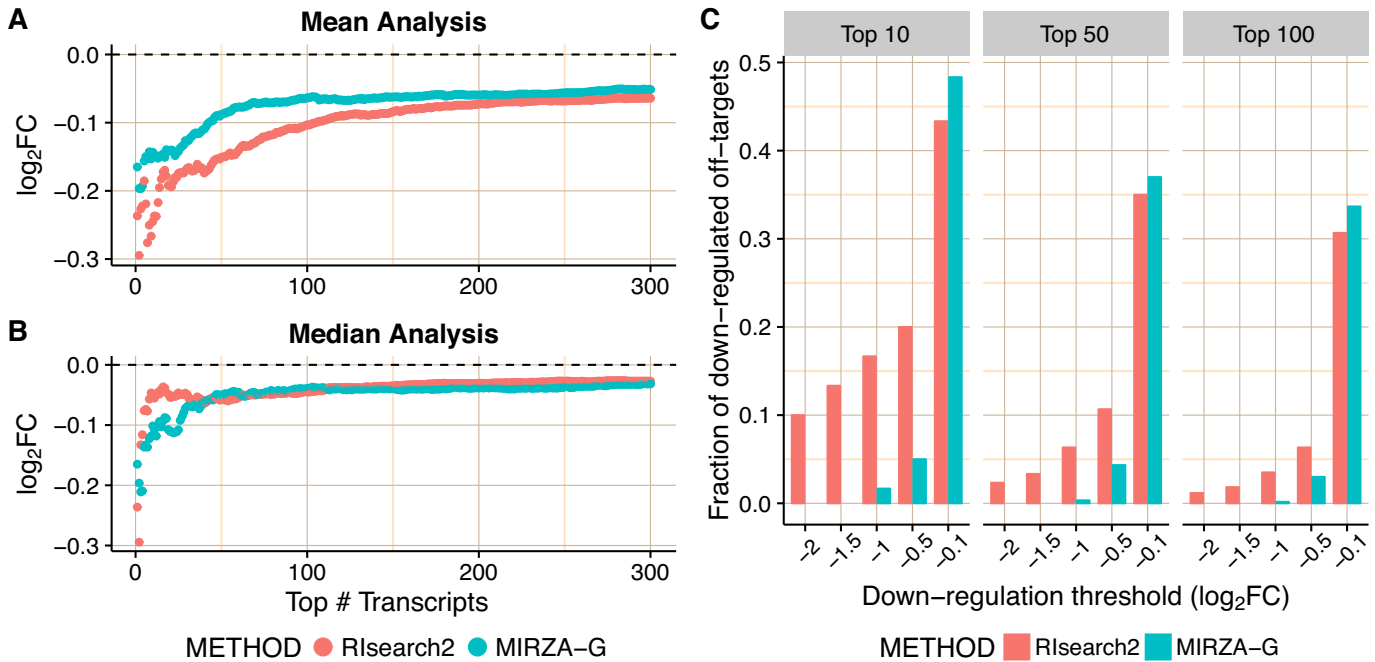 A
Mean Analysis
0.0
−0.1
−0.2
−0.3
log2FC
0
100
200
300
B
Median Analysis
0.0
−0.1
−0.2
−0.3
log2FC
0
100
200
300
Top # Transcripts
METHOD RIsearch2 MIRZA−G
C
Top 10 Top 50 Top 100
0.5
0.4
0.3
0.2
0.1
0.0
Fraction of down−regulated off−targets
−2 −1.5 −1 −0.5 −0.1 −2 −1.5 −1 −0.5 −0.1 −2 −1.5 −1 −0.5 −0.1
Down−regulation threshold (log2FC)
METHOD RIsearch2 MIRZA−G